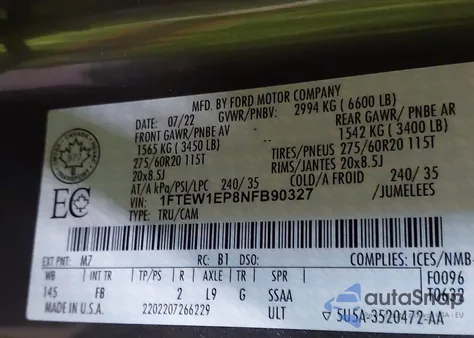 MFD. BY FORD MOTOR COMPANY
DATE: 07/22 GVWR/PNBV: 2994 KG ( 6600 LB)
FRONT GAWR/PNBE AV REAR GAWR/ PNBE AR
1565 KG ( 3450 LB) 1542 KG ( 3400 LB)
275/60R20 115T TIRES/PNEUS 275/60R20 115T
20x8.5J RIMS/JANTES 20x8.5J
AT/A kPa/PSI/LPC 240/ 35 COLD/A FROID 240/ 35
VIN: 1FTEW1EP8NFB90327 /JUMELEES
TYPE: TRU/CAM
EC
COMPLIES: ICES/NMB-
EXT PNT: M7 RC: B1 DSO: F0096
WB INT TR TP/PS R AXLE TR SPR
145 FB 2 L9 G SSAA
MADE IN U.S.A. 2202207266229 ULT 5U5A-3520472-AA
autoSnap